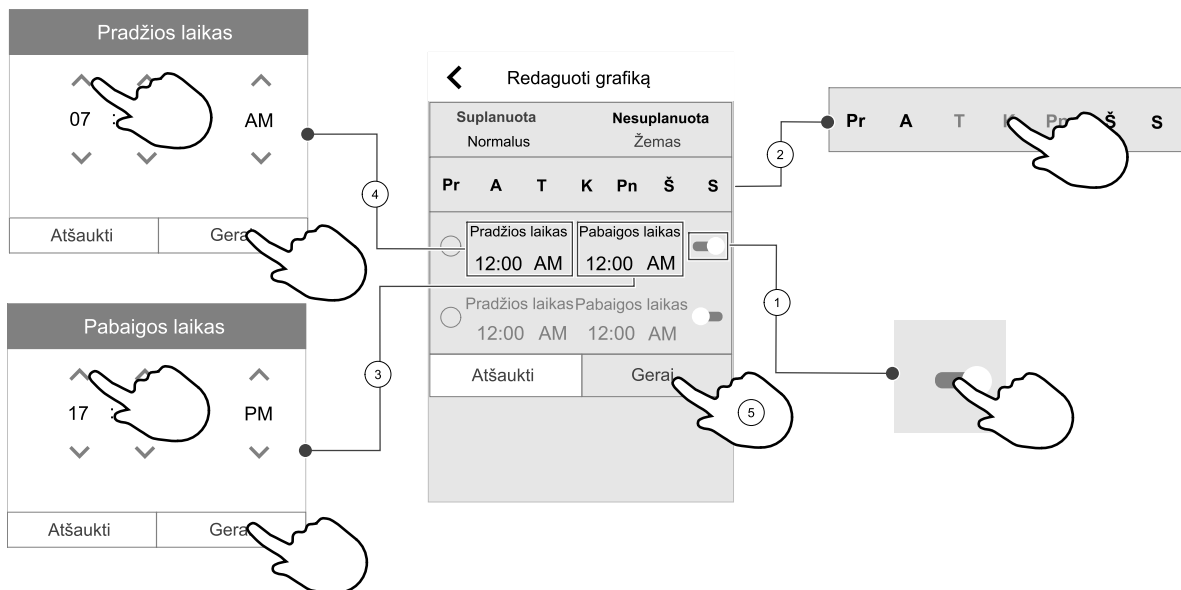 Pradžios laikas
07 :
AM
Atšaukti
Gera
4
Pabaigos laikas
17 :
PM
Atšaukti
Gera
3
Redaguoti grafiką
Suplanuota Nesuplanuota
Normalus Žemas
Pr A T K Pn Š S
Pradžios laikas Pabaigos laikas
12:00 AM 12:00 AM
Pradžios laikas Pabaigos laikas
12:00 AM 12:00 AM
Atšaukti Gerai
5
2
Pr A T K Pn Š S
1